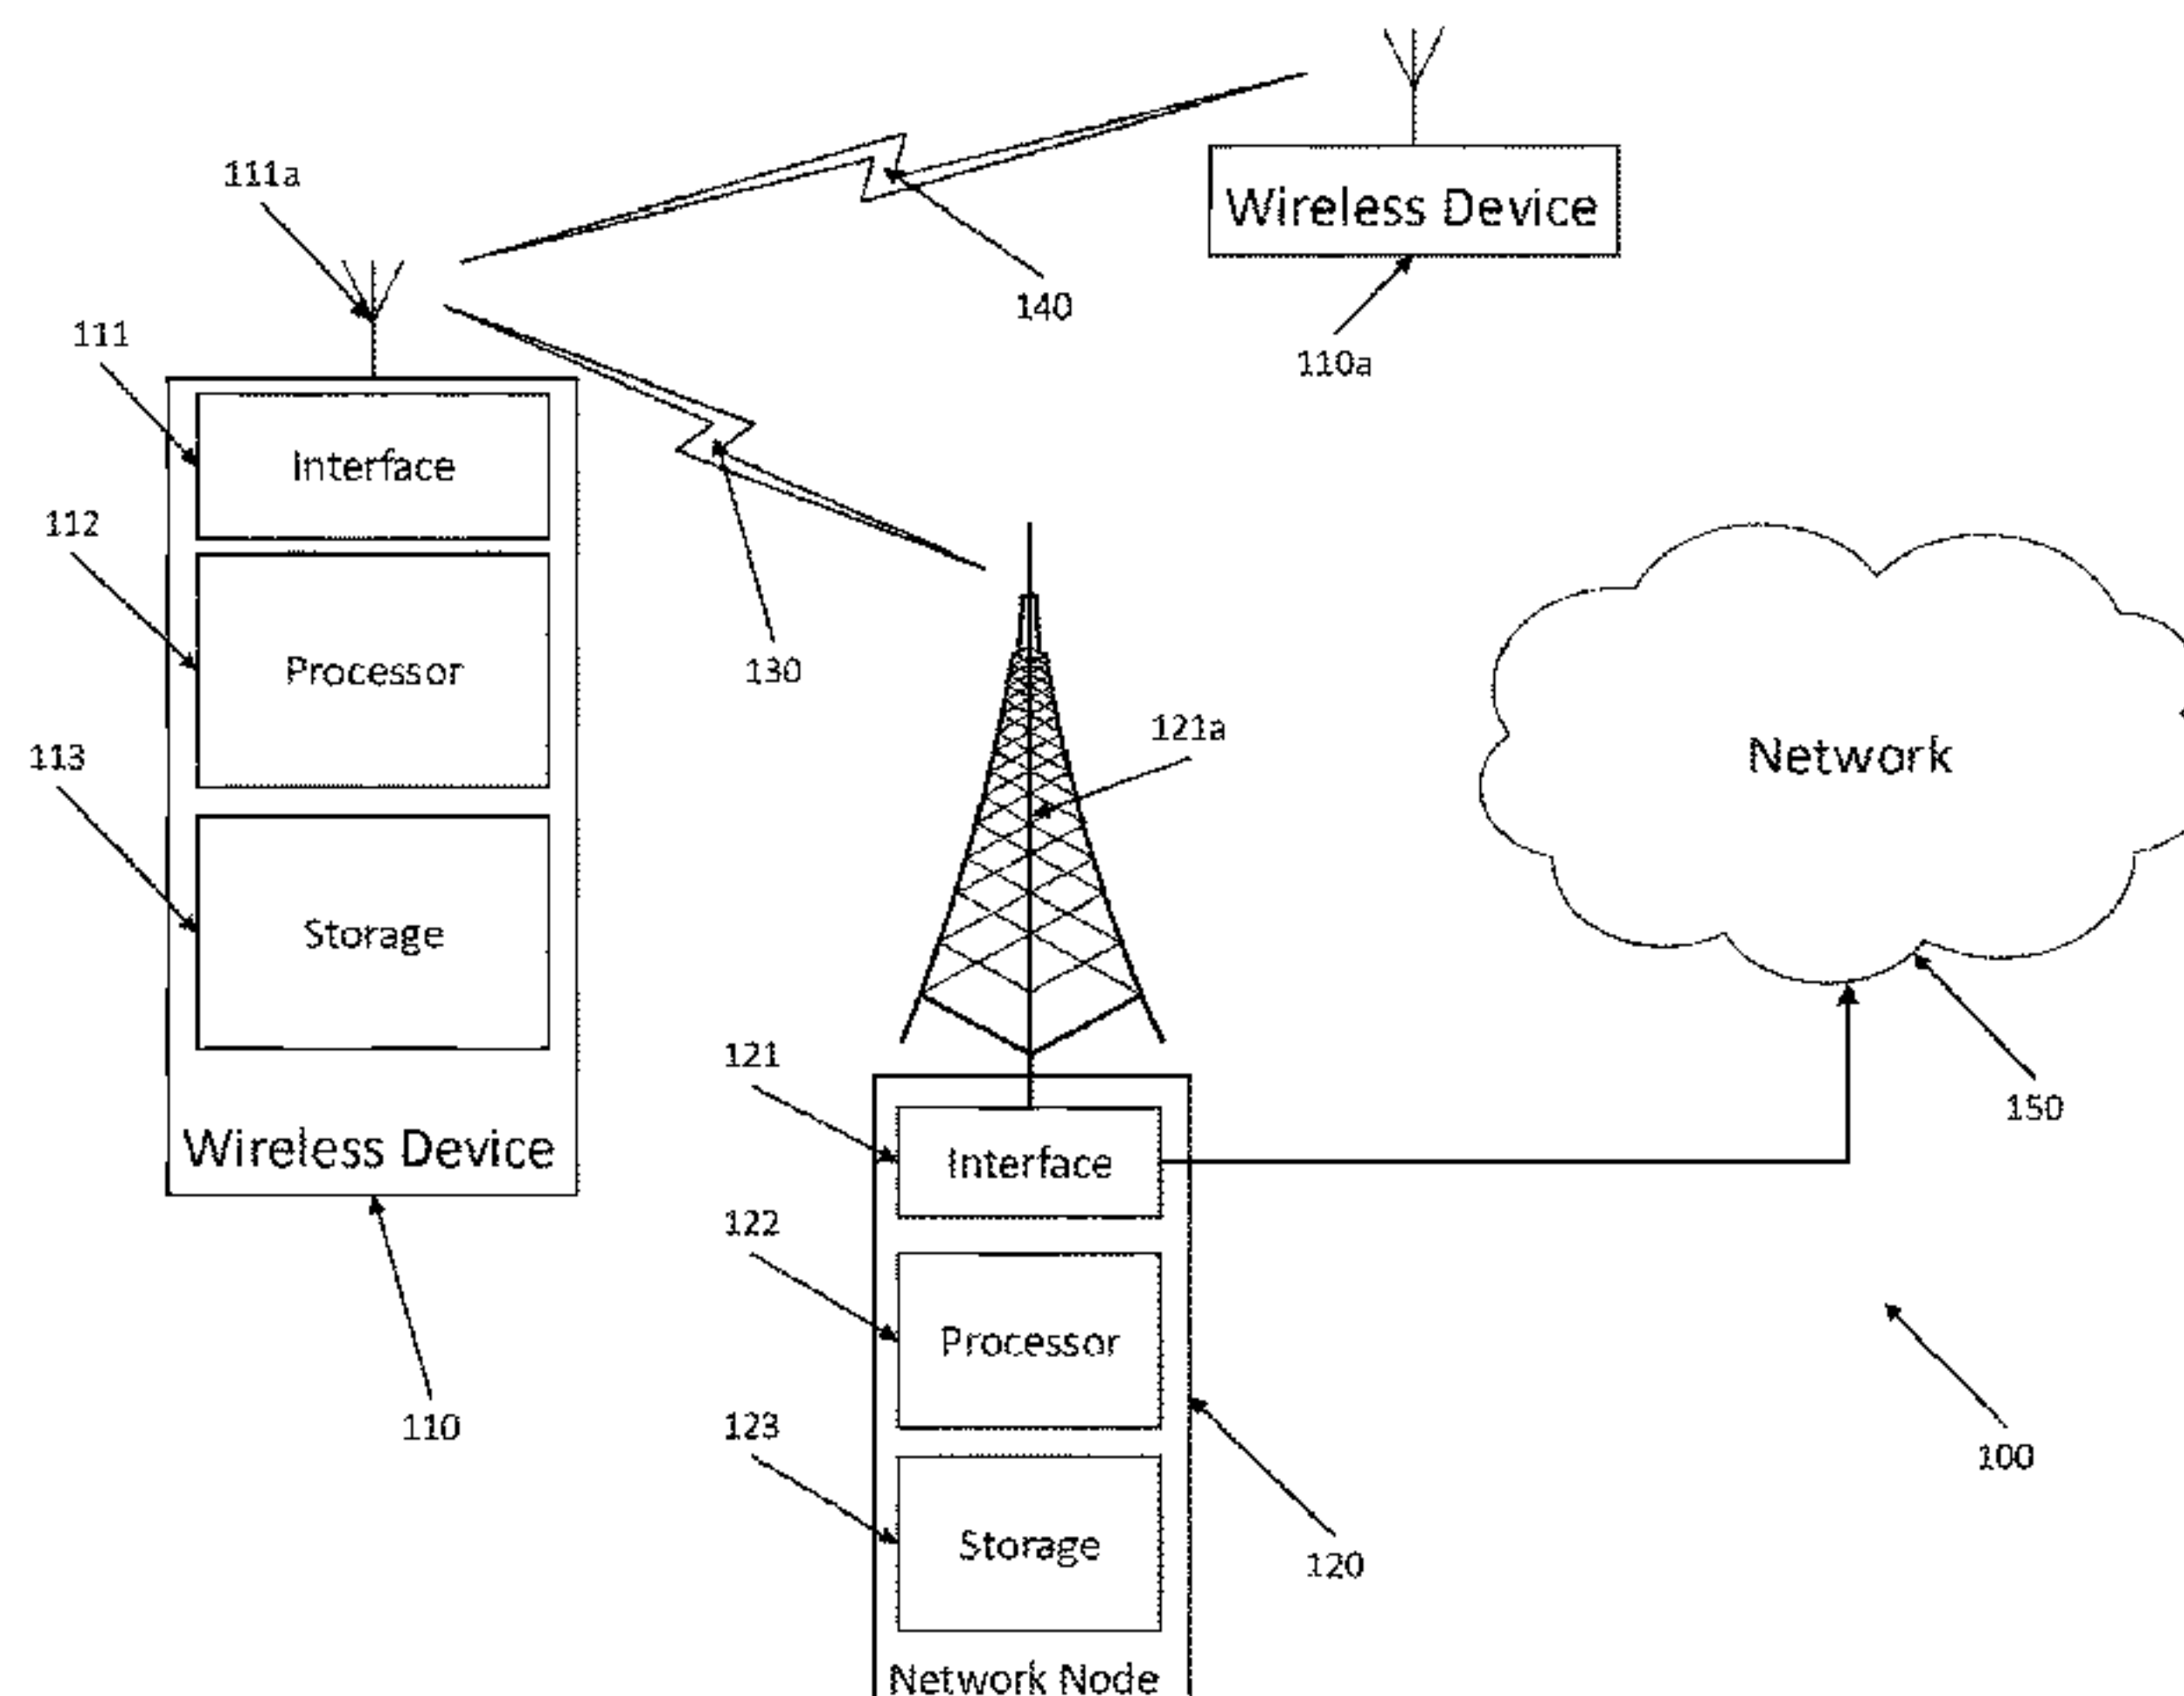 111a
Wireless Device
140
111
110a
Interface
112
Processor
130
121a
113
Network
Storage
121
150
Wireless Device
Interface
122
Processor
110
123
100
Storage
120
Network Node